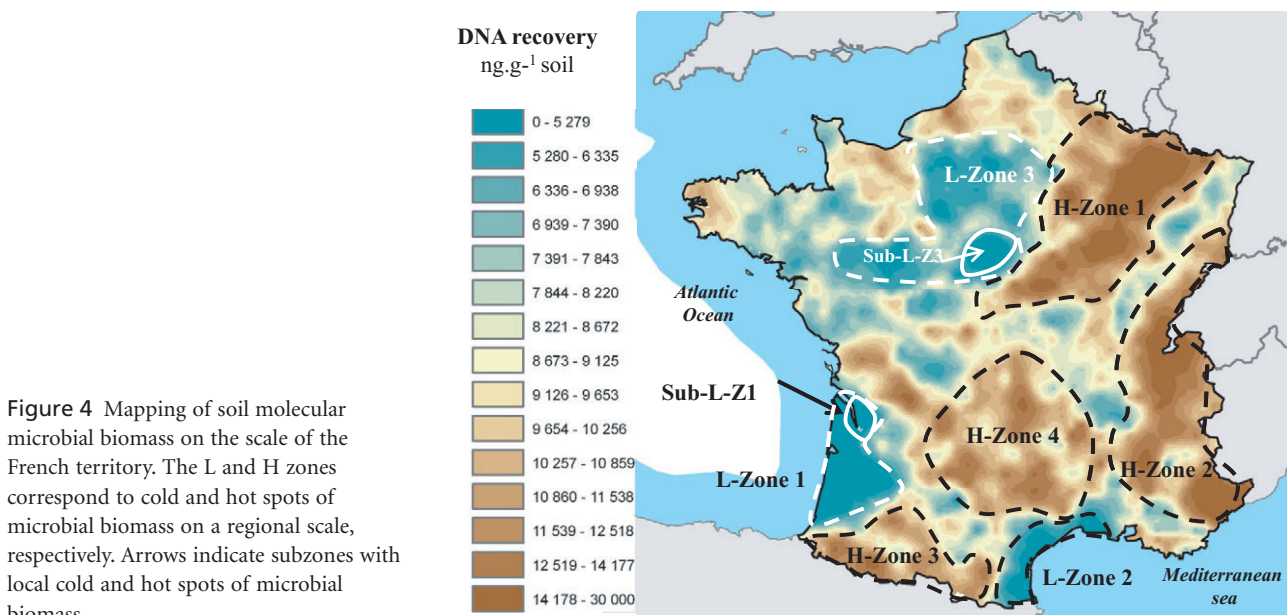 DNA recovery
ng.g-¹ soil
0 - 5 279
5 280 - 6 335
6 336 - 6 938
6 939 - 7 390
7 391 - 7 843
7 844 - 8 220
8 221 - 8 672
8 673 - 9 125
9 126 - 9 653
9 654 - 10 256
10 257 - 10 859
10 860 - 11 538
11 539 - 12 518
12 519 - 14 177
14 178 - 30 000
L-Zone 3
H-Zone 1
Sub-L-Z3
Atlantic
Ocean
Sub-L-Z1
H-Zone 4
L-Zone 1
H-Zone 2
H-Zone 3
L-Zone 2
Mediterranean
sea
Figure 4 Mapping of soil molecular
microbial biomass on the scale of the
French territory. The L and H zones
correspond to cold and hot spots of
microbial biomass on a regional scale,
respectively. Arrows indicate subzones with
local cold and hot spots of microbial
biomass